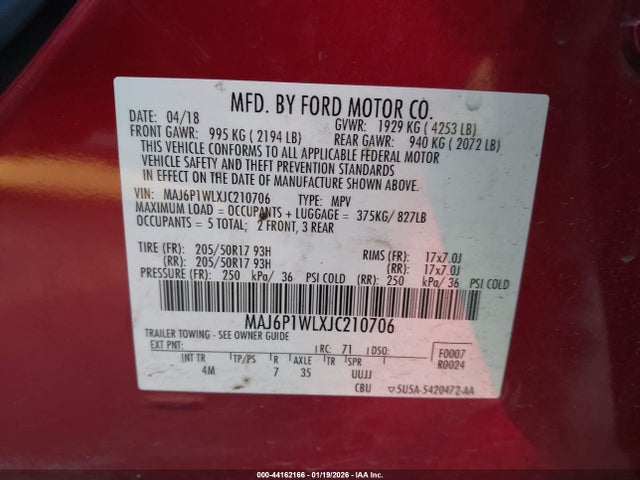 MFD. BY FORD MOTOR CO.
DATE: 04/18 GVWR: 1929 KG ( 4253 LB)
FRONT GAWR: 995 KG ( 2194 LB) REAR GAWR: 940 KG ( 2072 LB)
THIS VEHICLE CONFORMS TO ALL APPLICABLE FEDERAL MOTOR
VEHICLE SAFETY AND THEFT PREVENTION STANDARDS
IN EFFECT ON THE DATE OF MANUFACTURE SHOWN ABOVE.
VIN: MAJ6P1WLXJC210706 TYPE: MPV
MAXIMUM LOAD = OCCUPANTS + LUGGAGE = 375KG/ 827LB
OCCUPANTS = 5 TOTAL; 2 FRONT, 3 REAR
TIRE (FR): 205/50R17 93H RIMS (FR): 17x7.0J
(RR): 205/50R17 93H (RR): 17x7.0J
PRESSURE (FR): 250 kPa/ 36 PSI COLD (RR): 250 kPa/ 36 PSI COLD
MAJ6P1WLXJC210706
TRAILER TOWING - SEE OWNER GUIDE
EXT PNT: RC: 71 DSO: F0007
R0024
INT TR TP/PS R AXLE TR SPR
4M 7 35 UUJJ
CBU 5U5A-5420472-AA
000-44162166 - 01/19/2026 - IAA Inc.